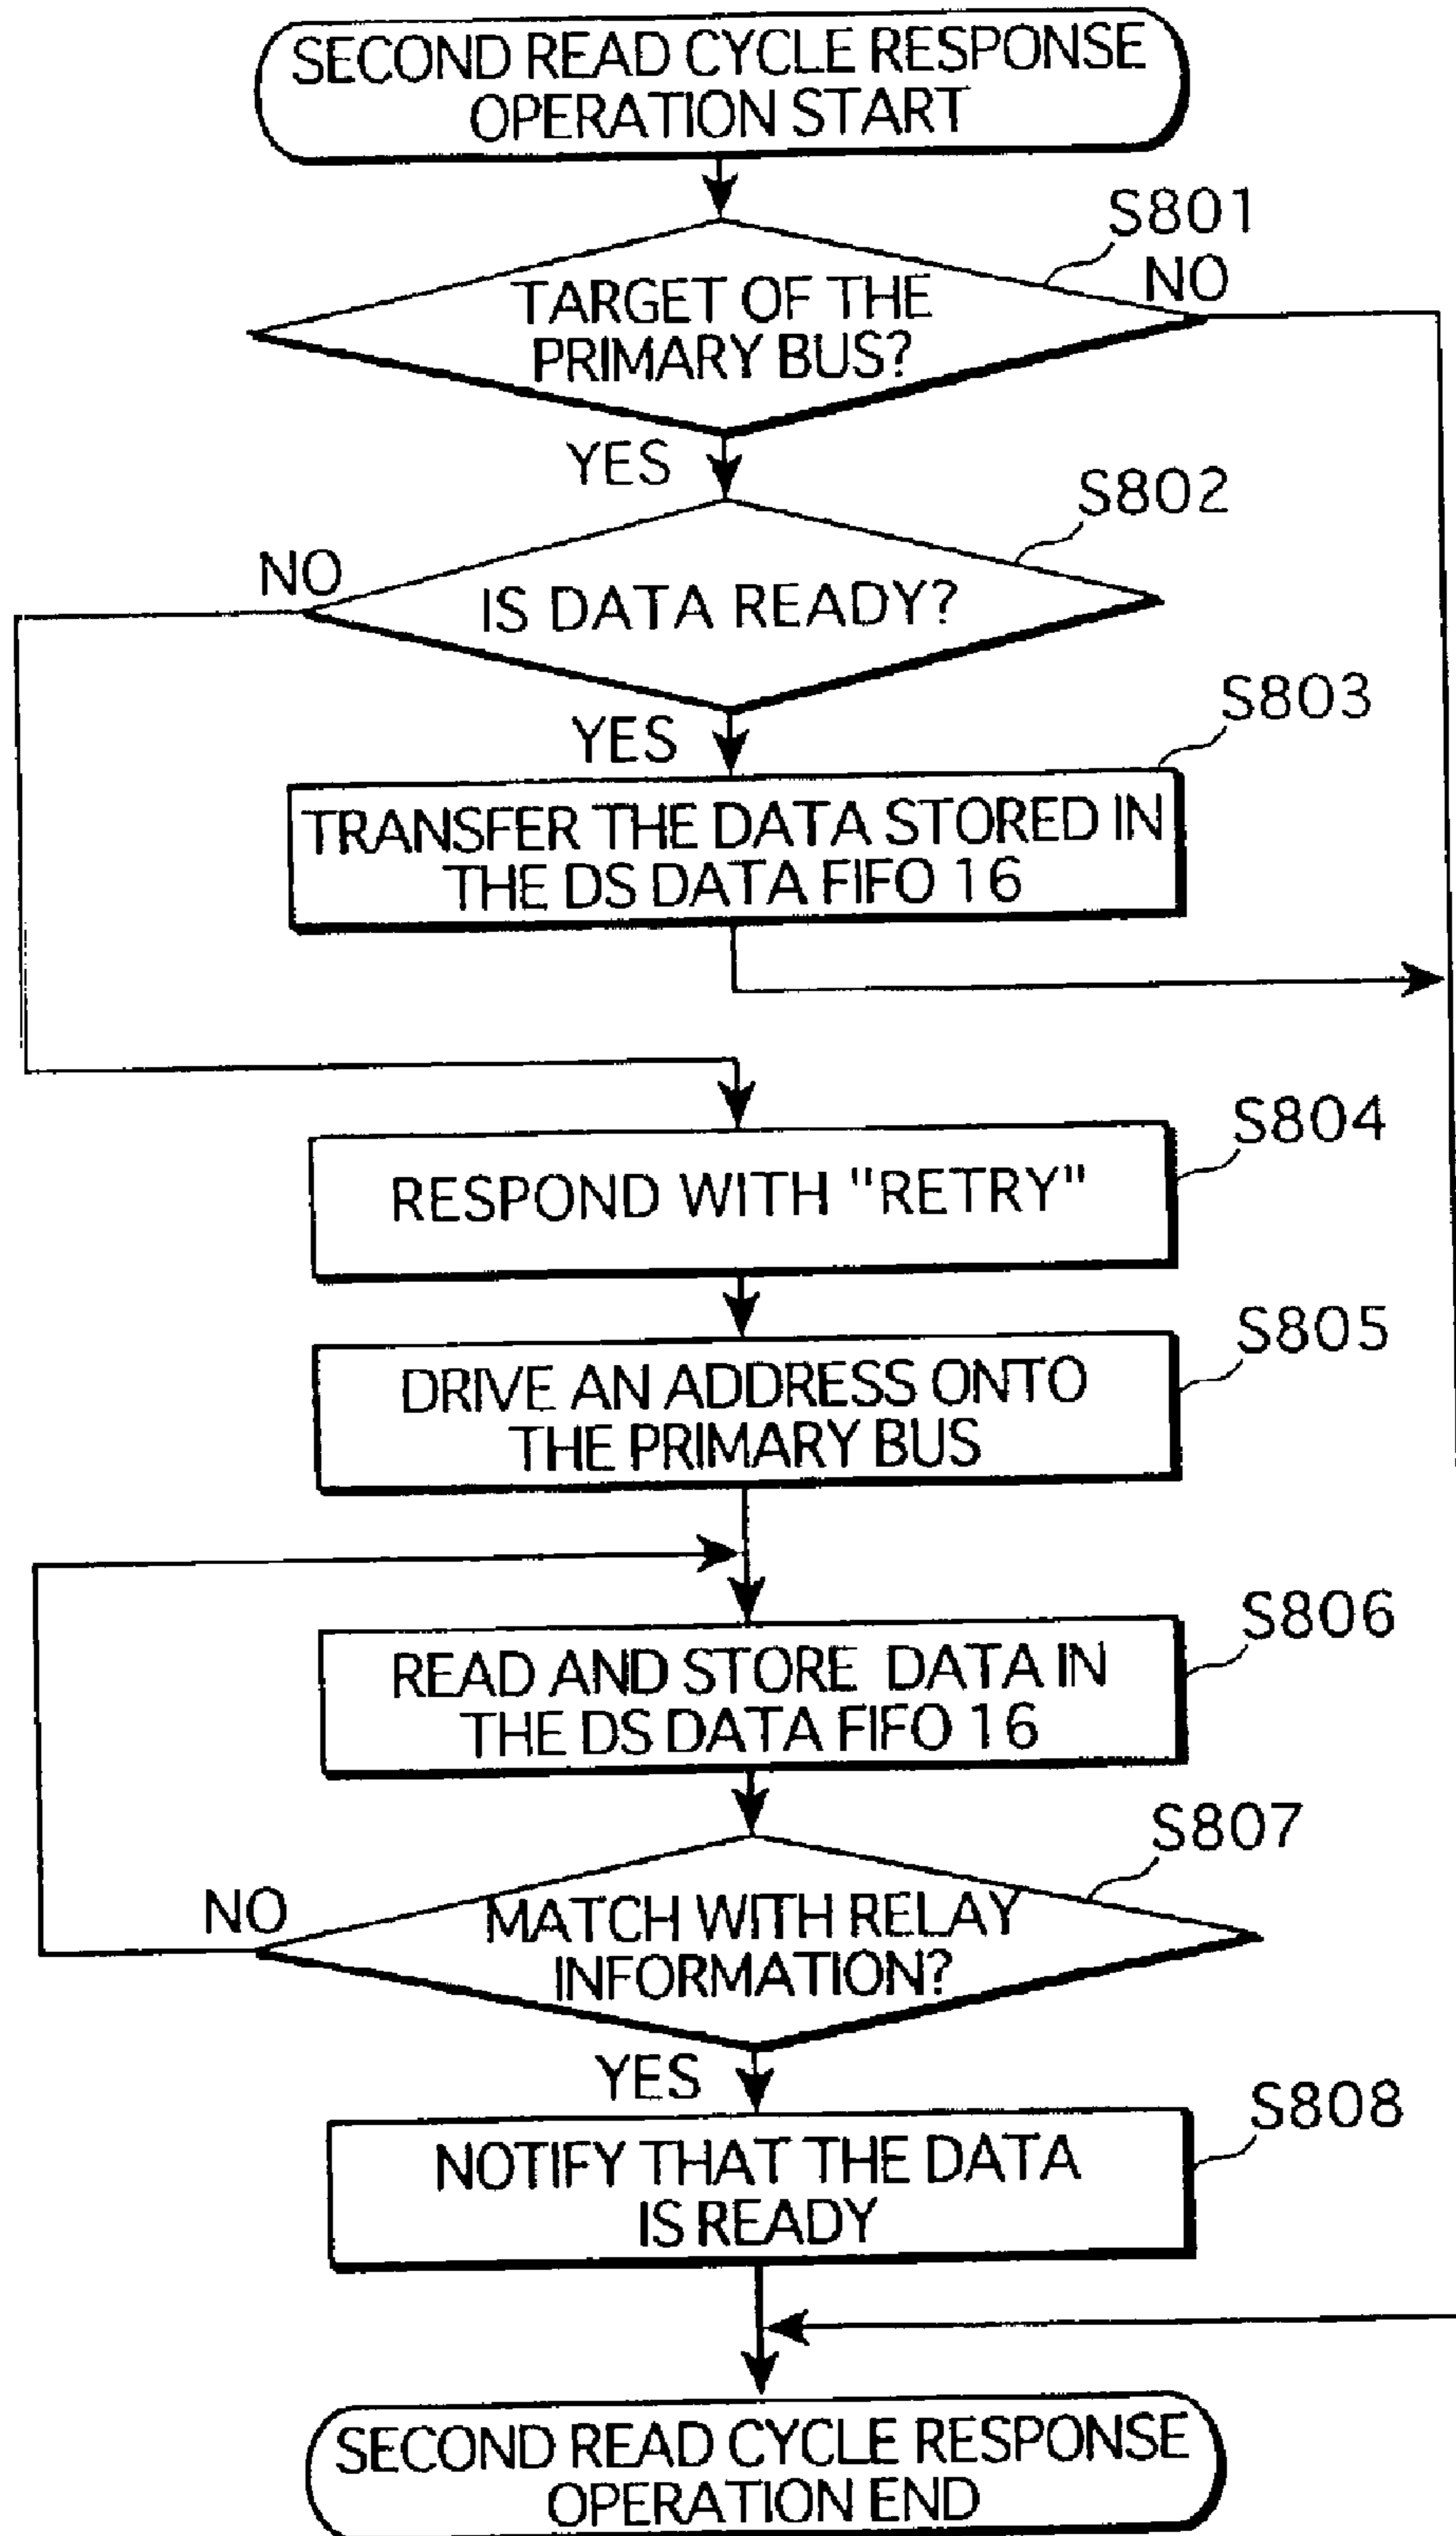 SECOND READ CYCLE RESPONSE
OPERATION START
S801
NO
TARGET OF THE
PRIMARY BUS?
YES
S802
NO
IS DATA READY?
S803
YES
TRANSFER THE DATA STORED IN
THE DS DATA FIFO 16
S804
RESPOND WITH "RETRY"
S805
DRIVE AN ADDRESS ONTO
THE PRIMARY BUS
S806
READ AND STORE DATA IN
THE DS DATA FIFO 16
S807
NO
MATCH WITH RELAY
INFORMATION?
YES
S808
NOTIFY THAT THE DATA
IS READY
SECOND READ CYCLE RESPONSE
OPERATION END